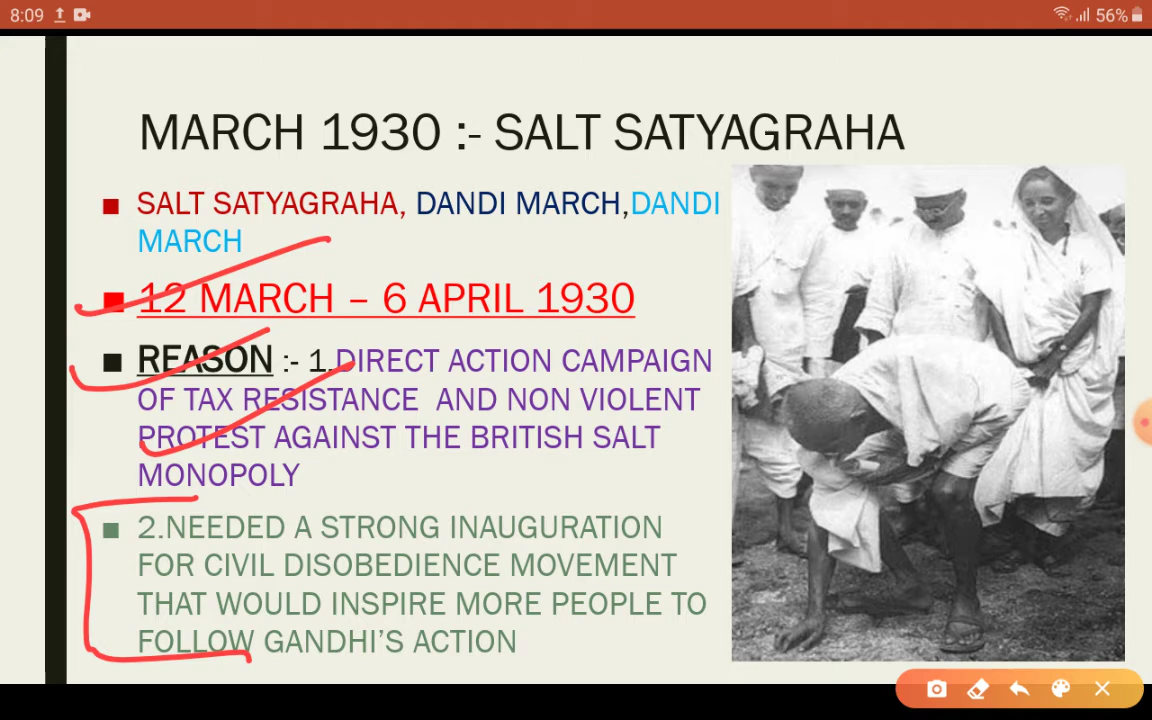 8:09
56%
MARCH 1930 :- SALT SATYAGRAHA
SALT SATYAGRAHA, DANDI MARCH,DANDI
MARCH
12 MARCH – 6 APRIL 1930
REASON :- 1.DIRECT ACTION CAMPAIGN
OF TAX RESISTANCE AND NON VIOLENT
PROTEST AGAINST THE BRITISH SALT
MONOPOLY
2.NEEDED A STRONG INAUGURATION
FOR CIVIL DISOBEDIENCE MOVEMENT
THAT WOULD INSPIRE MORE PEOPLE TO
FOLLOW GANDHI’S ACTION